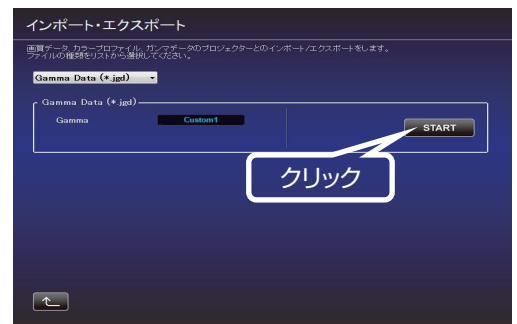 インポート・エクスポート
画質データ、カラープロファイル、ガンマデータのプロジェクターとのインポート/エクスポートをします。
ファイルの種類をリストから選択してください。
Gamma Data (*.jgd)
Gamma Data (*.jgd)
Gamma Custom1
START
クリック